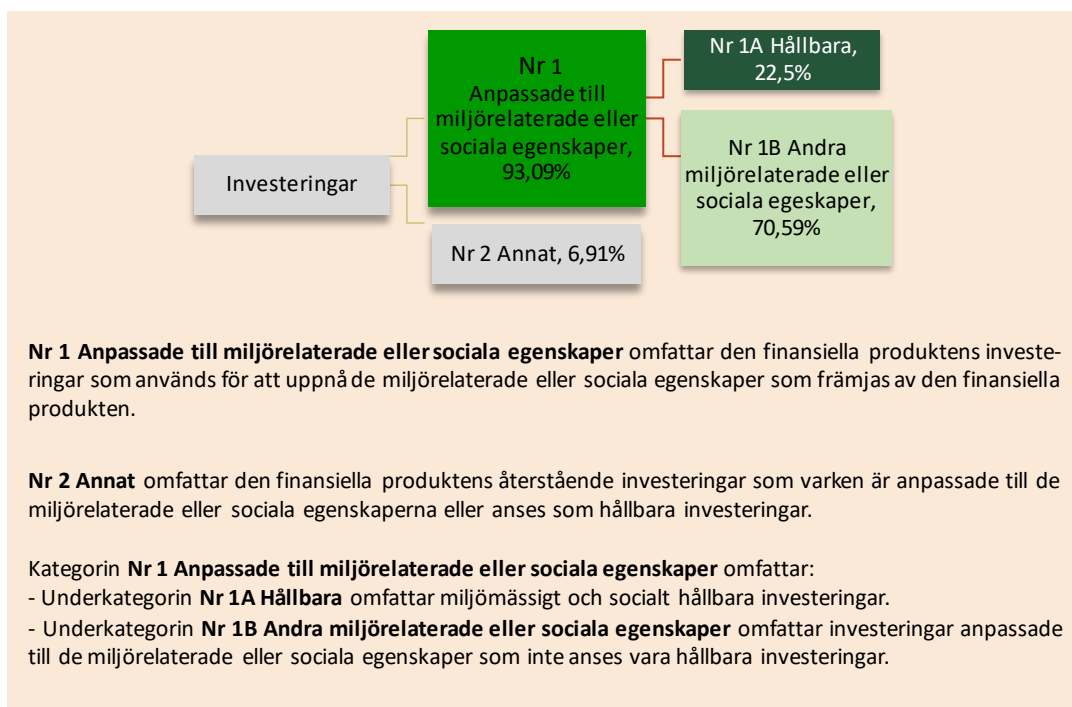 Investeringar
Nr 1
Anpassade till
miljörelaterade eller
sociala egenskaper,
93,09%
Nr 2 Annat, 6,91%
Nr 1A Hållbara,
22,5%
Nr 1B Andra
miljörelaterade eller
sociala egeskaper,
70,59%
Nr 1 Anpassade till miljörelaterade eller sociala egenskaper omfattar den finansiella produktens investe-
ringar som används för att uppnå de miljörelaterade eller sociala egenskaper som främjas av den finansiella
produkten.
Nr 2 Annat omfattar den finansiella produktens återstående investeringar som varken är anpassade till de
miljörelaterade eller sociala egenskaperna eller anses som hållbara investeringar.
Kategorin Nr 1 Anpassade till miljörelaterade eller sociala egenskaper omfattar:
- Underkategorin Nr 1A Hållbara omfattar miljömässigt och socialt hållbara investeringar.
- Underkategorin Nr 1B Andra miljörelaterade eller sociala egenskaper omfattar investeringar anpassade
till de miljörelaterade eller sociala egenskaper som inte anses vara hållbara investeringar.